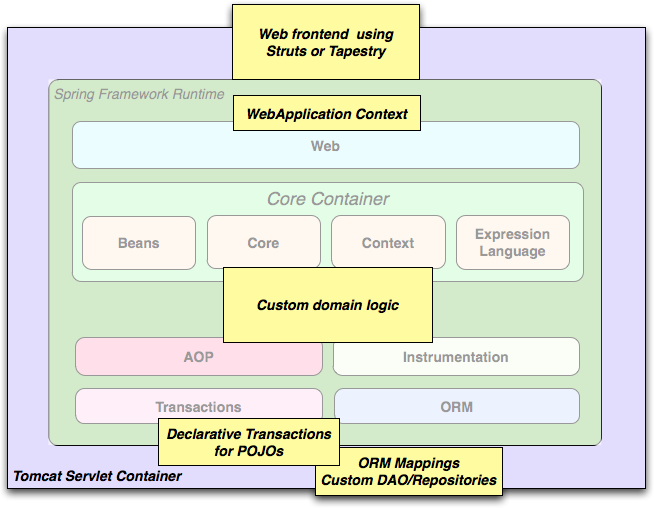 Web frontend using
Struts or Tapestry
Spring Framework Runtime
WebApplication Context
Web
Core Container
Beans
Core
Context
Expression
Language
Custom domain logic
AOP
Instrumentation
Transactions
ORM
Declarative Transactions
for POJOs
ORM Mappings
Custom DAO/Repositories
Tomcat Servlet Container